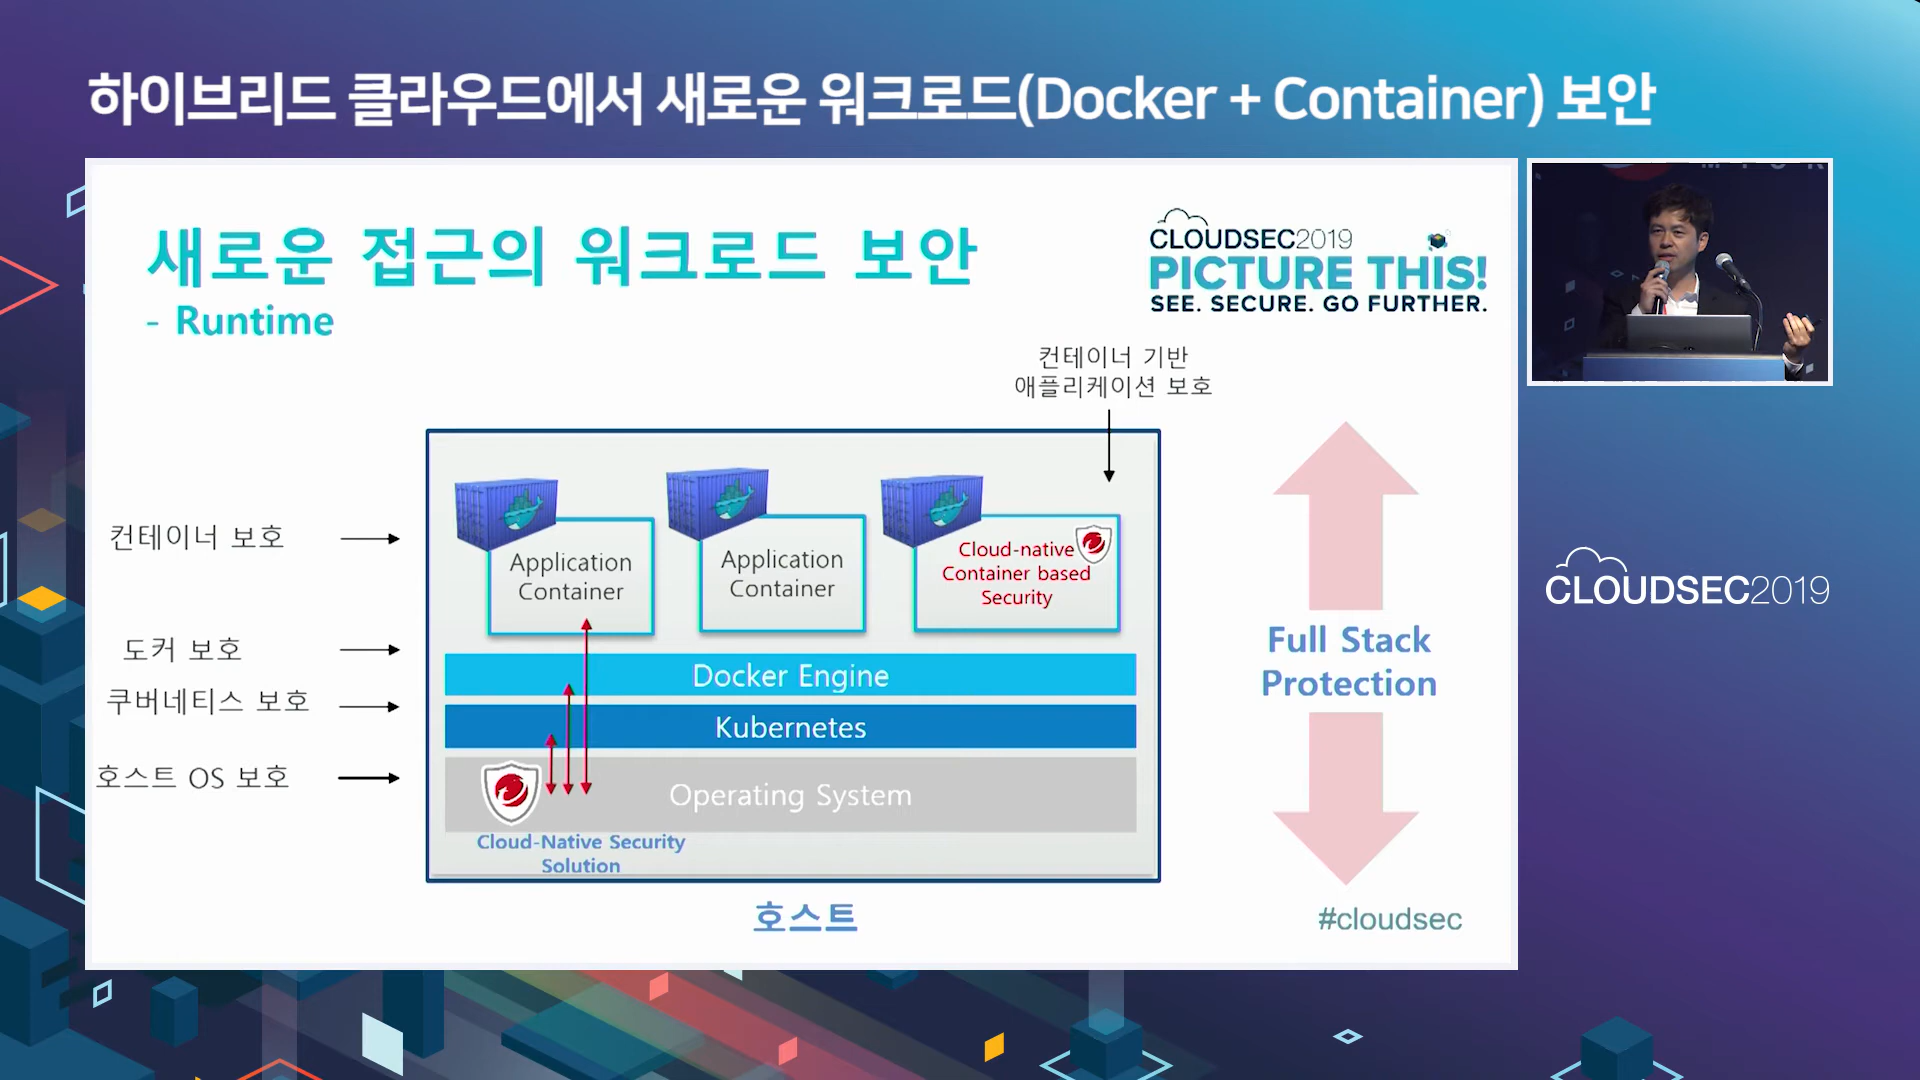 하이브리드 클라우드에서 새로운 워크로드(Docker + Container) 보안
새로운 접근의 워크로드 보안
- Runtime
CLOUDSEC2019
PICTURE THIS!
SEE. SECURE. GO FURTHER.
컨테이너 기반
애플리케이션 보호
컨테이너 보호
도커 보호
쿠버네티스 보호
호스트 OS 보호
Application
Container
Application
Container
Cloud-native
Container based
Security
Docker Engine
Kubernetes
Operating System
Cloud-Native Security
Solution
호스트
Full Stack
Protection
#cloudsec
CLOUDSEC2019